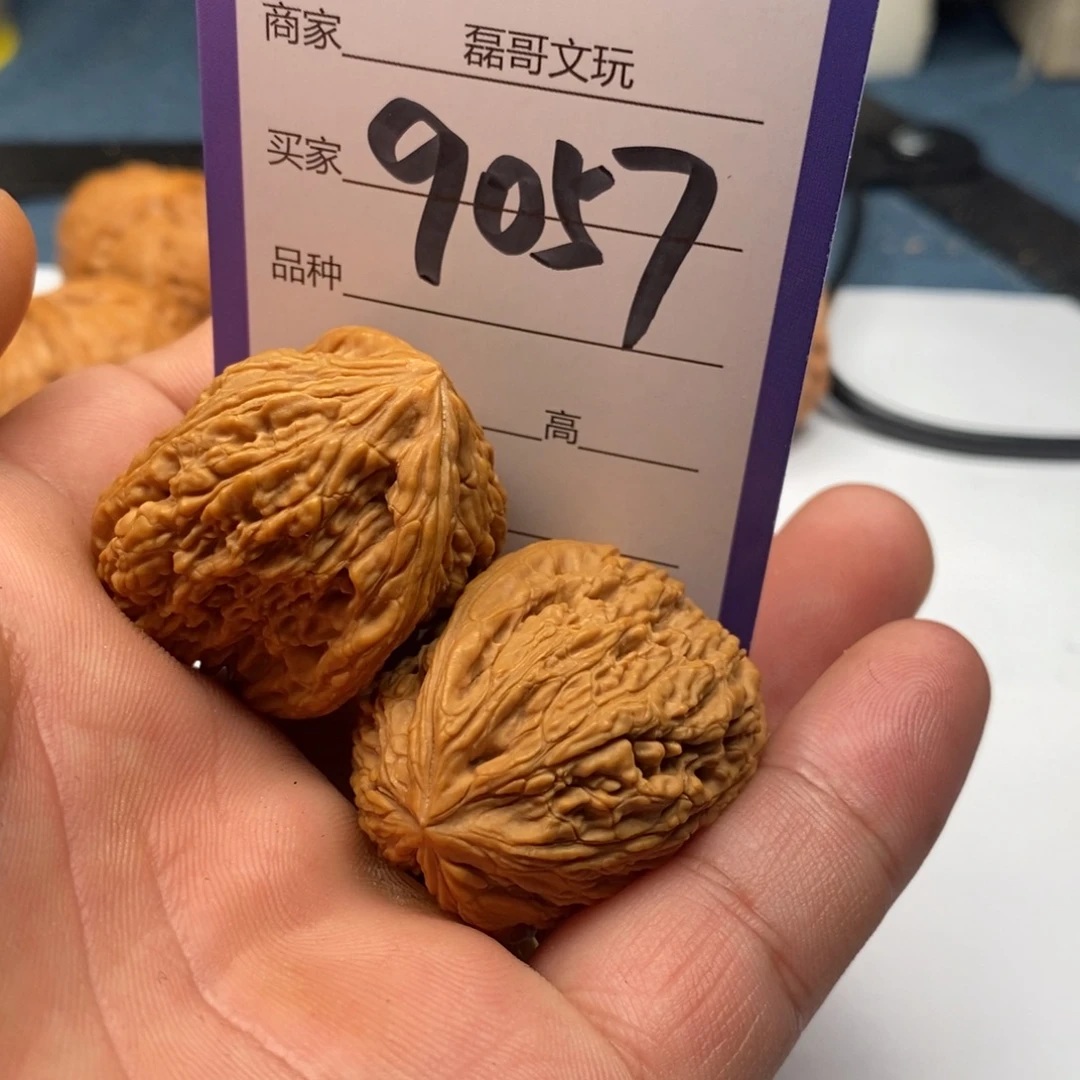 商家 磊哥文玩
买家 9057
品种
高